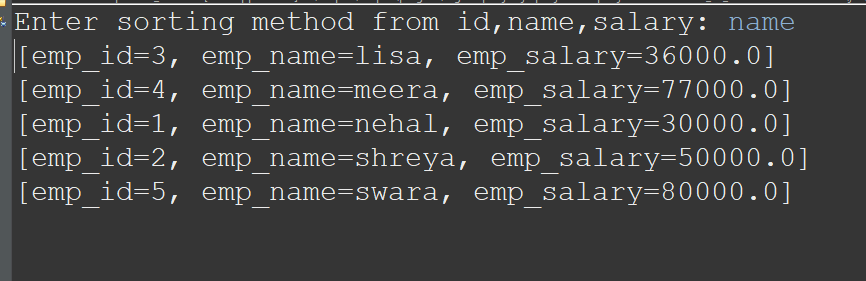 Enter sorting method from id,name,salary: name
[emp_id=3, emp_name=lisa, emp_salary=36000.0]
[emp_id=4, emp_name=meera, emp_salary=77000.0]
[emp_id=1, emp_name=nehal, emp_salary=30000.0]
[emp_id=2, emp_name=shreya, emp_salary=50000.0]
[emp_id=5, emp_name=swara, emp_salary=80000.0]